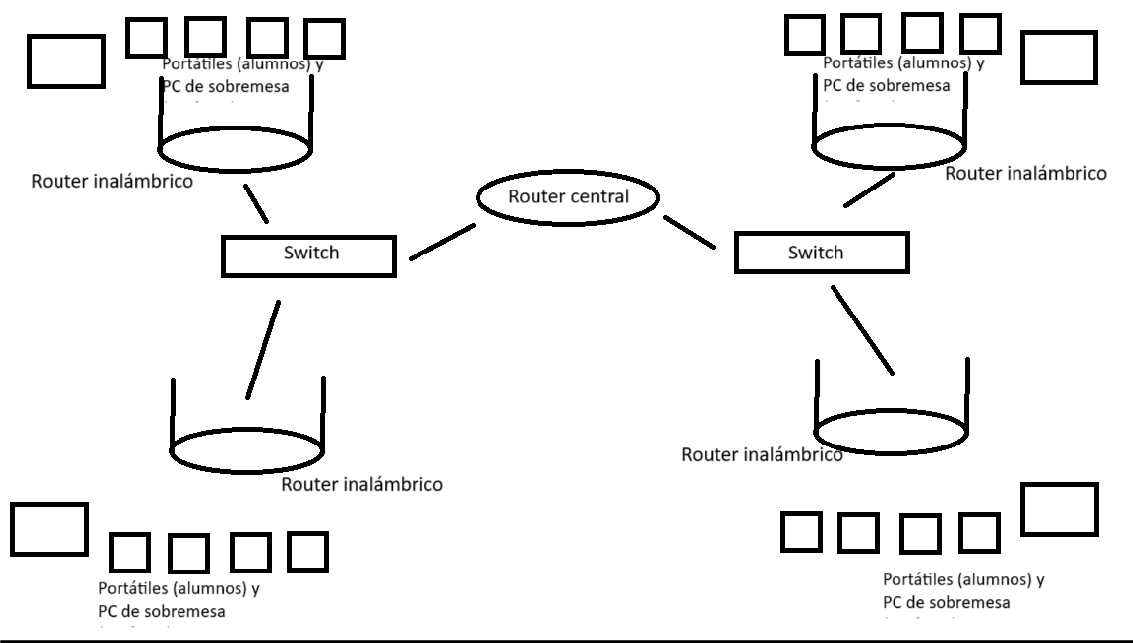 Portátiles (alumnos) y
PC de sobremesa
Portátiles (alumnos) y
PC de sobremesa
Router inalámbrico
Router inalámbrico
Router central
Switch
Switch
Router inalámbrico
Router inalámbrico
Portátiles (alumnos) y
PC de sobremesa
Portátiles (alumnos) y
PC de sobremesa